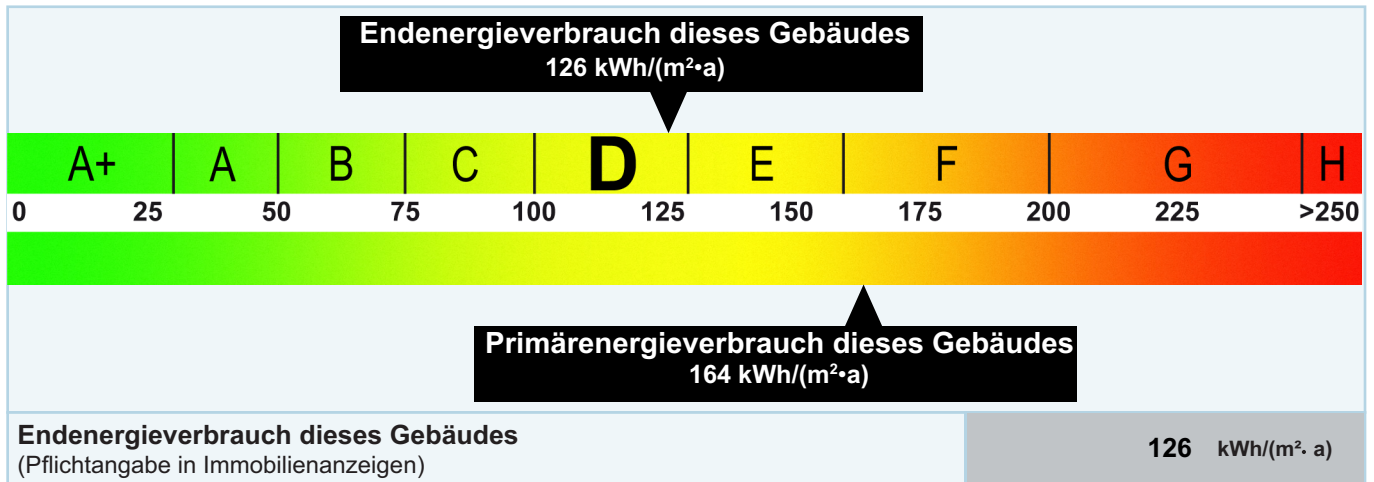 Endenergieverbrauch dieses Gebäudes
126 kWh/(m²•a)
A+ A B C D E F G H
0 25 50 75 100 125 150 175 200 225 >250
Primärenergieverbrauch dieses Gebäudes
164 kWh/(m²•a)
Endenergieverbrauch dieses Gebäudes
(Pflichtangabe in Immobilienanzeigen)
126 kWh/(m²· a)